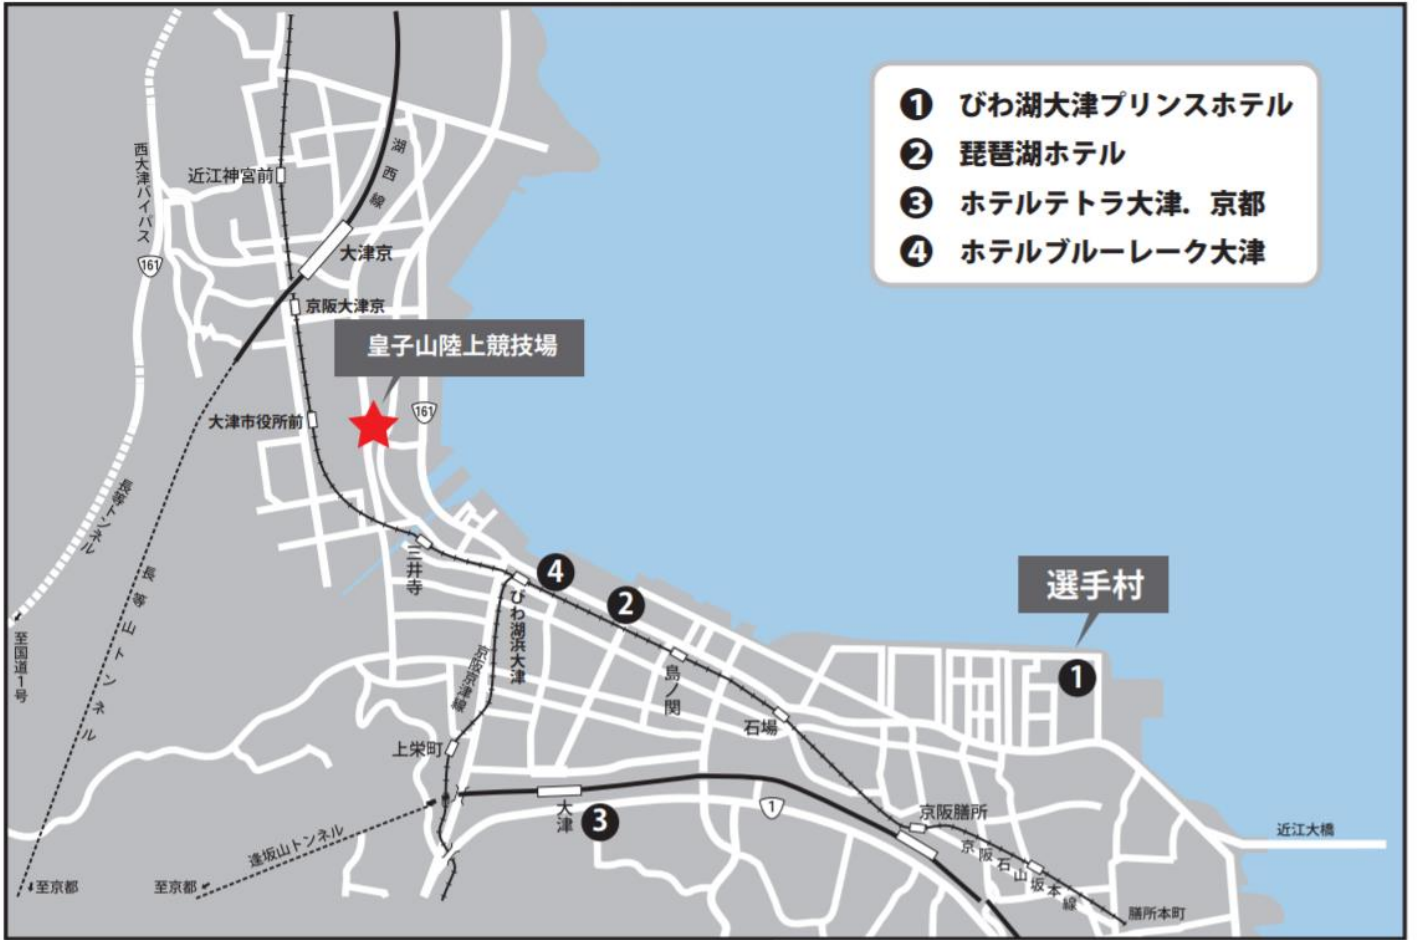 ❶ びわ湖大津プリンスホテル
❷ 琵琶湖ホテル
❸ ホテルテトラ大津．京都
❹ ホテルブルーレーク大津
西大津バイパス
161
近江神宮前
湖西線
大津京
京阪大津京
皇子山陸上競技場
161
大津市役所前
長等トンネル
長等山トンネル
三井寺
至国道1号
❹
❷
びわ湖浜大津
京阪京津線
島ノ関
石場
選手村
❶
上栄町
大津
❸
1
京阪膳所
京阪石山坂本線
近江大橋
逢坂山トンネル
至京都
至京都
膳所本町